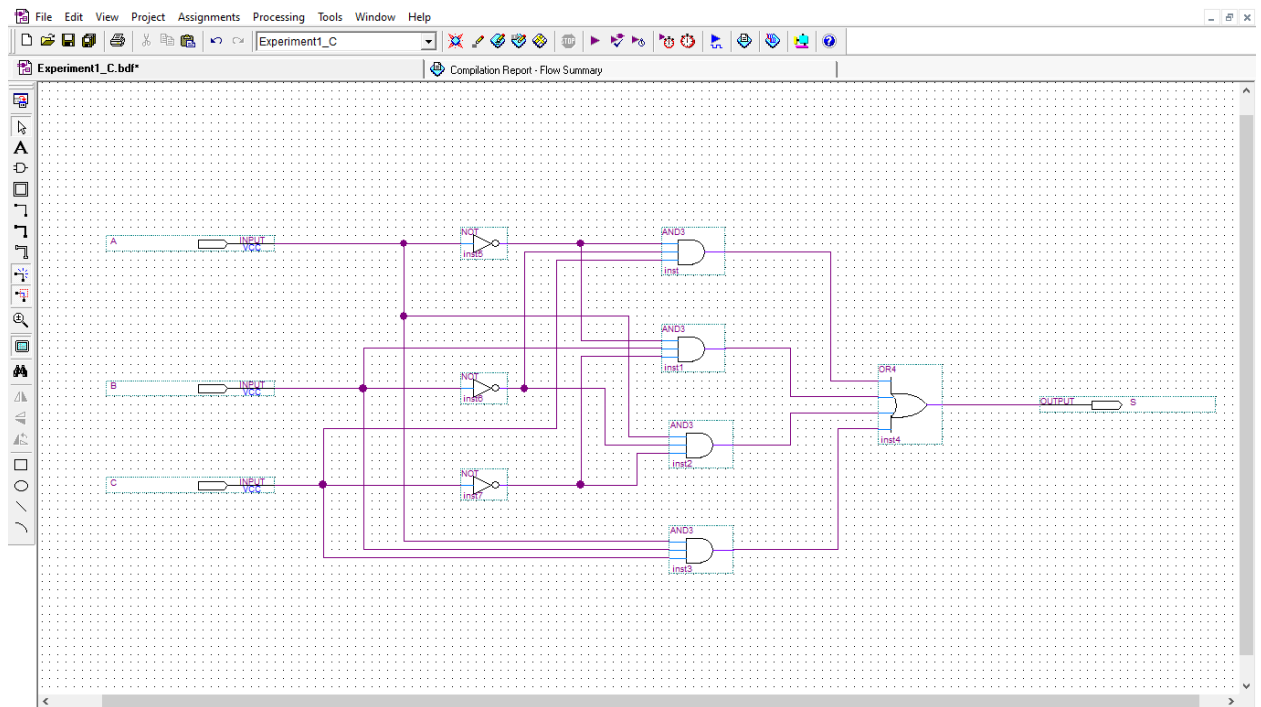 File Edit View Project Assignments Processing Tools Window Help
Experiment1_C
STOP
Experiment1_C.bdf*
Compilation Report - Flow Summary
A
INPUT
VCC
NOT
inst5
AND3
inst
AND3
inst1
B
INPUT
VCC
NOT
inst6
OR4
inst4
OUTPUT
S
AND3
inst2
C
INPUT
VCC
NOT
inst7
AND3
inst3